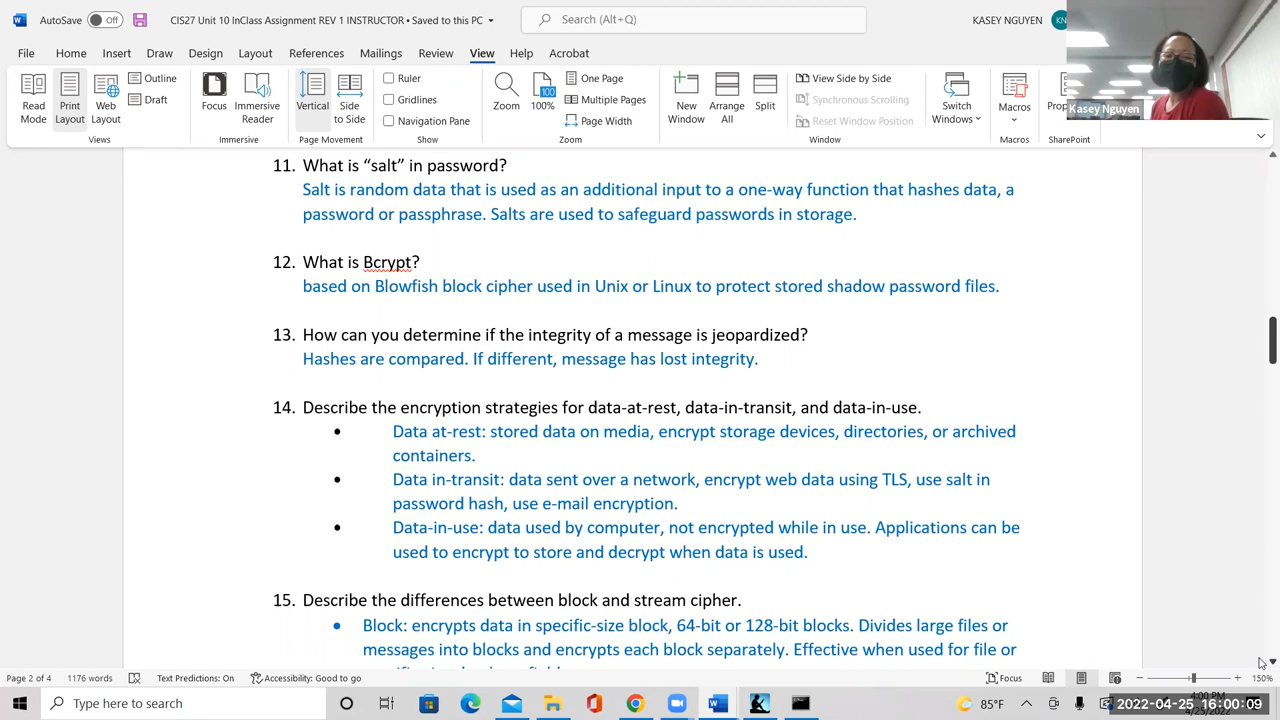 AutoSave Off CIS27 Unit 10 InClass Assignment REV 1 INSTRUCTOR • Saved to this PC Search (Alt+Q) KASEY NGUYEN KN
File Home Insert Draw Design Layout References Mailings Review View Help Acrobat
Read Mode Print Layout Web Layout Outline Draft
Views
Focus Immersive Reader
Immersive
Vertical Side to Side
Page Movement
Ruler
Gridlines
Navigation Pane
Show
Zoom 100% One Page Multiple Pages Page Width
100
Zoom
New Window Arrange All Split
View Side by Side
Synchronous Scrolling
Reset Window Position
Window
Switch Windows
Macros
Macros
SharePoint
Kasey Nguyen
11. What is “salt” in password?
Salt is random data that is used as an additional input to a one-way function that hashes data, a
password or passphrase. Salts are used to safeguard passwords in storage.
12. What is Bcrypt?
based on Blowfish block cipher used in Unix or Linux to protect stored shadow password files.
13. How can you determine if the integrity of a message is jeopardized?
Hashes are compared. If different, message has lost integrity.
14. Describe the encryption strategies for data-at-rest, data-in-transit, and data-in-use.
• Data at-rest: stored data on media, encrypt storage devices, directories, or archived
containers.
• Data in-transit: data sent over a network, encrypt web data using TLS, use salt in
password hash, use e-mail encryption.
• Data-in-use: data used by computer, not encrypted while in use. Applications can be
used to encrypt to store and decrypt when data is used.
15. Describe the differences between block and stream cipher.
• Block: encrypts data in specific-size block, 64-bit or 128-bit blocks. Divides large files or
messages into blocks and encrypts each block separately. Effective when used for file or
Page 2 of 4 1176 words Text Predictions: On Accessibility: Good to go Focus 150%
Type here to search 85°F 4:00 PM
2022-04-25 16:00:09